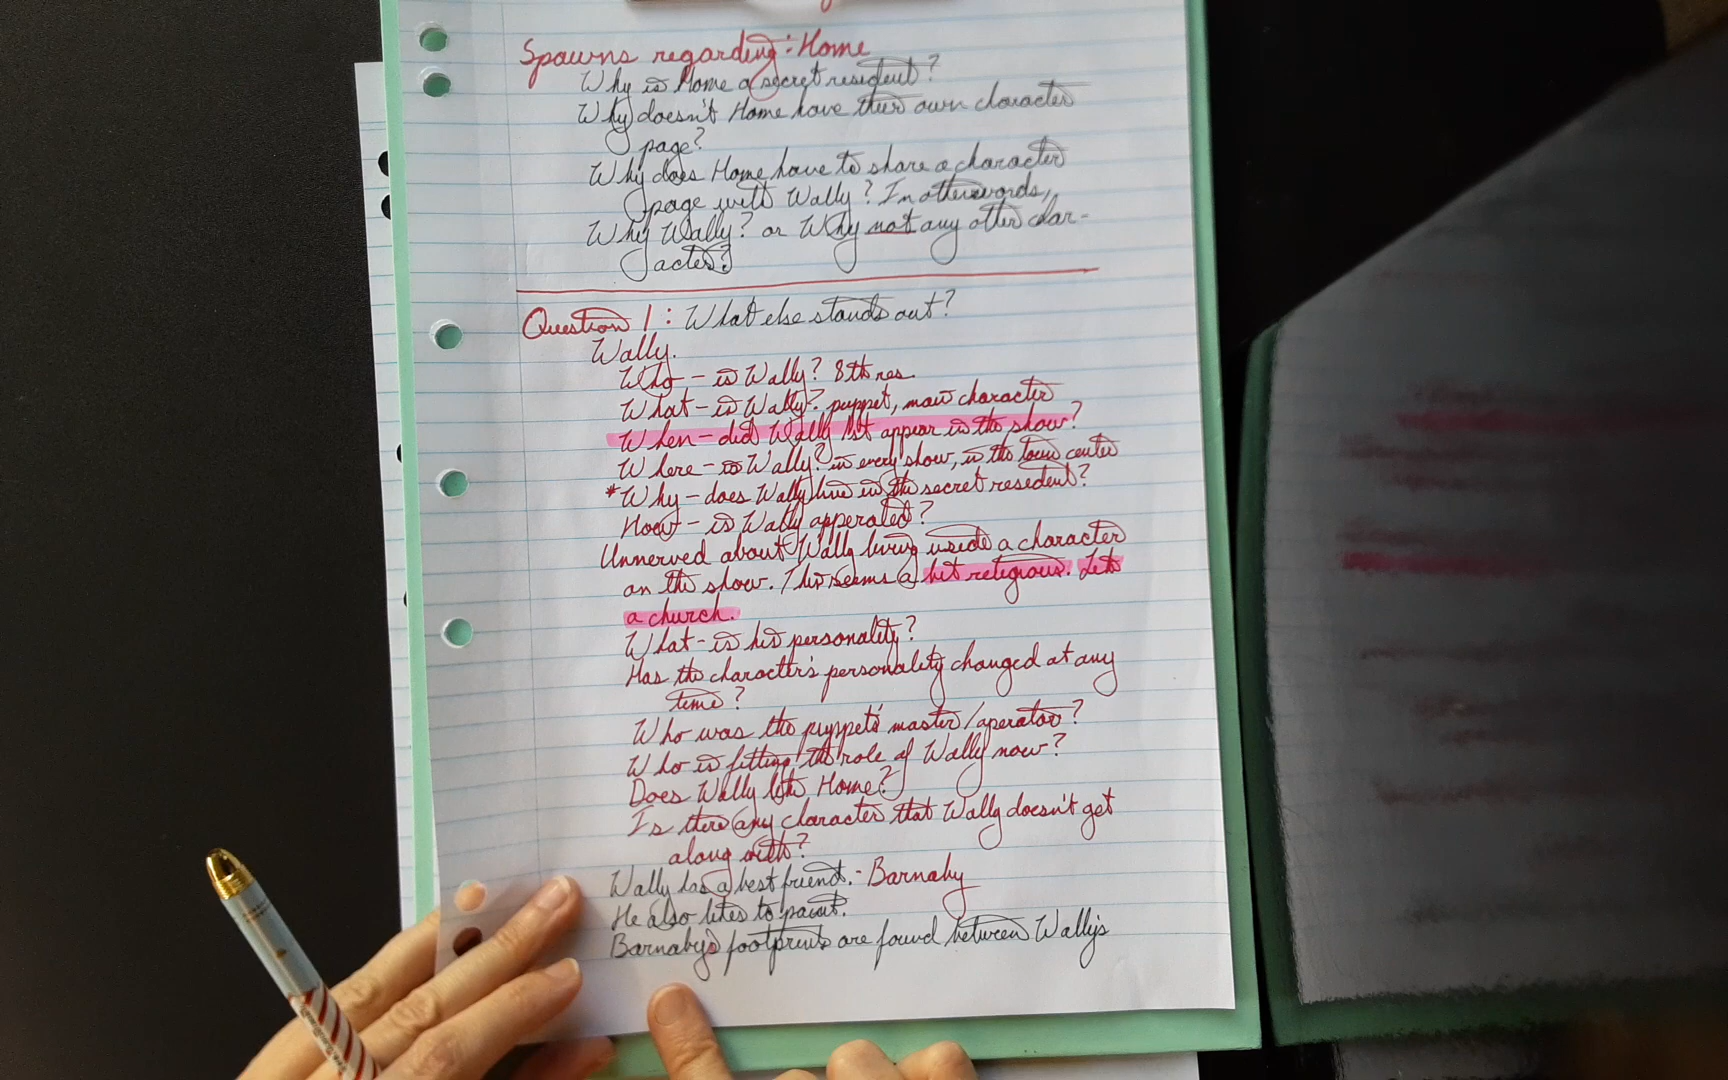 Spawns regarding: Home
Why is Home a secret resident?
Why doesn't Home have their own character
page?
Why does Home have to share a character
page with Wally? In otherwords,
Why Wally? or Why not any other char-
acter?
Question 1: What else stands out?
Wally.
Who - is Wally? 8th res.
What - is Wally? puppet, main character
When - did Wally 1st appear in the show?
Where - is Wally? in every show, in the town center
*Why - does Wally live in the secret resedent?
How - is Wally apperated?
Unnerved about Wally living inside a character
on the show. This seems a bit religious. Like
a church.
What - is his personality?
Has the character's personality changed at any
time?
Who was the puppet's master/operator?
Who is fitting the role of Wally now?
Does Wally like Home?
Is there any character that Wally doesn't get
along with?
Wally has a best friend. - Barnaby
He also likes to paint.
Barnaby's footprints are found between Wally's